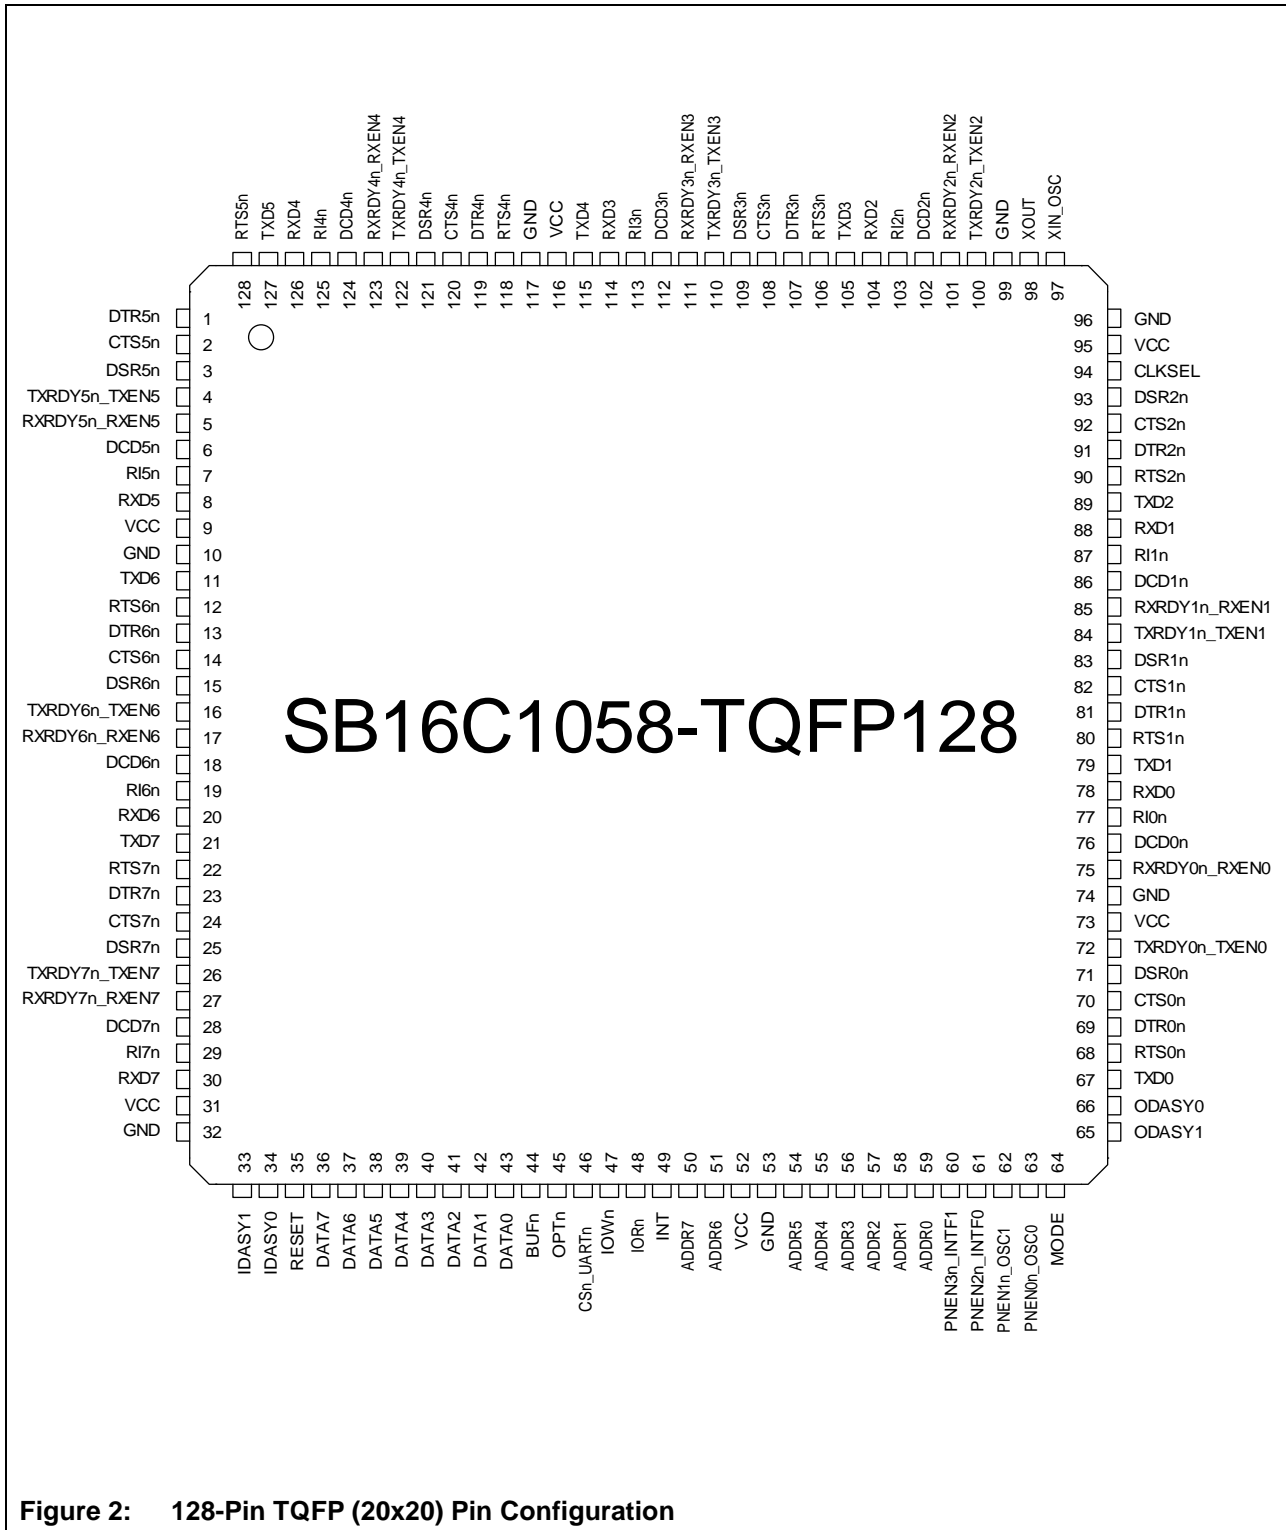 RTS5n
TXD5
RXD4
RI4n
DCD4n
RXRDY4n_RXEN4
TXRDY4n_TXEN4
DSR4n
CTS4n
DTR4n
RTS4n
GND
VCC
TXD4
RXD3
RI3n
DCD3n
RXRDY3n_RXEN3
TXRDY3n_TXEN3
DSR3n
CTS3n
DTR3n
RTS3n
TXD3
RXD2
RI2n
DCD2n
RXRDY2n_RXEN2
TXRDY2n_TXEN2
GND
XOUT
XIN_OSC
128
127
126
125
124
123
122
121
120
119
118
117
116
115
114
113
112
111
110
109
108
107
106
105
104
103
102
101
100
99
98
97
DTR5n 1
CTS5n 2
DSR5n 3
TXRDY5n_TXEN5 4
RXRDY5n_RXEN5 5
DCD5n 6
RI5n 7
RXD5 8
VCC 9
GND 10
TXD6 11
RTS6n 12
DTR6n 13
CTS6n 14
DSR6n 15
TXRDY6n_TXEN6 16
RXRDY6n_RXEN6 17
DCD6n 18
RI6n 19
RXD6 20
TXD7 21
RTS7n 22
DTR7n 23
CTS7n 24
DSR7n 25
TXRDY7n_TXEN7 26
RXRDY7n_RXEN7 27
DCD7n 28
RI7n 29
RXD7 30
VCC 31
GND 32
SB16C1058-TQFP128
96 GND
95 VCC
94 CLKSEL
93 DSR2n
92 CTS2n
91 DTR2n
90 RTS2n
89 TXD2
88 RXD1
87 RI1n
86 DCD1n
85 RXRDY1n_RXEN1
84 TXRDY1n_TXEN1
83 DSR1n
82 CTS1n
81 DTR1n
80 RTS1n
79 TXD1
78 RXD0
77 RI0n
76 DCD0n
75 RXRDY0n_RXEN0
74 GND
73 VCC
72 TXRDY0n_TXEN0
71 DSR0n
70 CTS0n
69 DTR0n
68 RTS0n
67 TXD0
66 ODASY0
65 ODASY1
33
34
35
36
37
38
39
40
41
42
43
44
45
46
47
48
49
50
51
52
53
54
55
56
57
58
59
60
61
62
63
64
IDASY1
IDASY0
RESET
DATA7
DATA6
DATA5
DATA4
DATA3
DATA2
DATA1
DATA0
BUFn
OPTn
CSn_UARTn
IOWn
IORn
INT
ADDR7
ADDR6
VCC
GND
ADDR5
ADDR4
ADDR3
ADDR2
ADDR1
ADDR0
PNEN3n_INTF1
PNEN2n_INTF0
PNEN1n_OSC1
PNEN0n_OSC0
MODE
Figure 2: 128-Pin TQFP (20x20) Pin Configuration